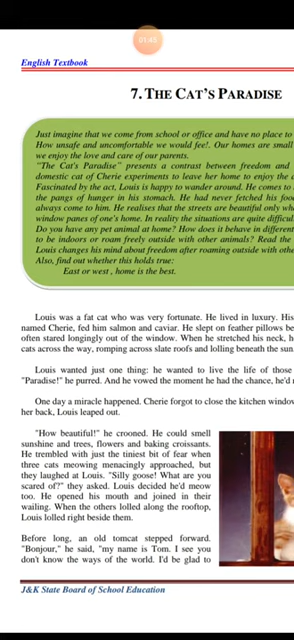 01:45
English Textbook
7. THE CAT'S PARADISE
Just imagine that we come from school or office and have no place to
How unsafe and uncomfortable we would fee!. Our homes are small
we enjoy the love and care of our parents.
"The Cat's Paradise" presents a contrast between freedom and
domestic cat of Cherie experiments to leave her home to enjoy the
Fascinated by the act, Louis is happy to wander around. He comes to
the pangs of hunger in his stomach. He had never fetched his food
always come to him. He realises that the streets are beautiful only
window panes of one's home. In reality the situations are quite
Do you have any pet animal at home? How does it behave in different
to be indoors or roam freely outside with other animals? Read the
Louis changes his mind about freedom after roaming outside with
Also, find out whether this holds true:
East or west , home is the best.
Louis was a fat cat who was very fortunate. He lived in luxury. His
named Cherie, fed him salmon and caviar. He slept on feather pillows
often stared longingly out of the window. When he stretched his neck,
cats across the way, romping across slate roofs and lolling beneath the sun
Louis wanted just one thing: he wanted to live the life of those
"Paradise!" he purred. And he vowed the moment he had the chance, he'd
One day a miracle happened. Cherie forgot to close the kitchen
her back, Louis leaped out.
"How beautiful!" he crooned. He could smell
sunshine and trees, flowers and baking croissants.
He trembled with just the tiniest bit of fear when
three cats meowing menacingly approached, but
they laughed at Louis. "Silly goose! What are you
scared of?" they asked. Louis decided he'd meow
too. He opened his mouth and joined in their
wailing. When the others lolled along the rooftop,
Louis lolled right beside them.
Before long, an old tomcat stepped forward.
"Bonjour," he said, "my name is Tom. I see you
don't know the ways of the world. I'd be glad to
J&K State Board of School Education